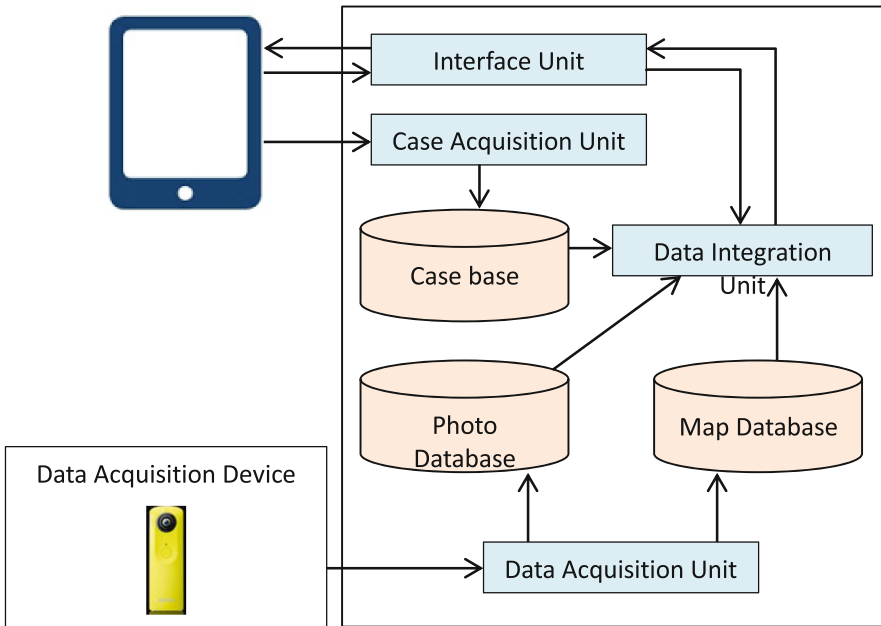 Interface Unit
Case Acquisition Unit
Data Integration
Unit
Case base
Photo
Database
Map Database
Data Acquisition Device
Data Acquisition Unit